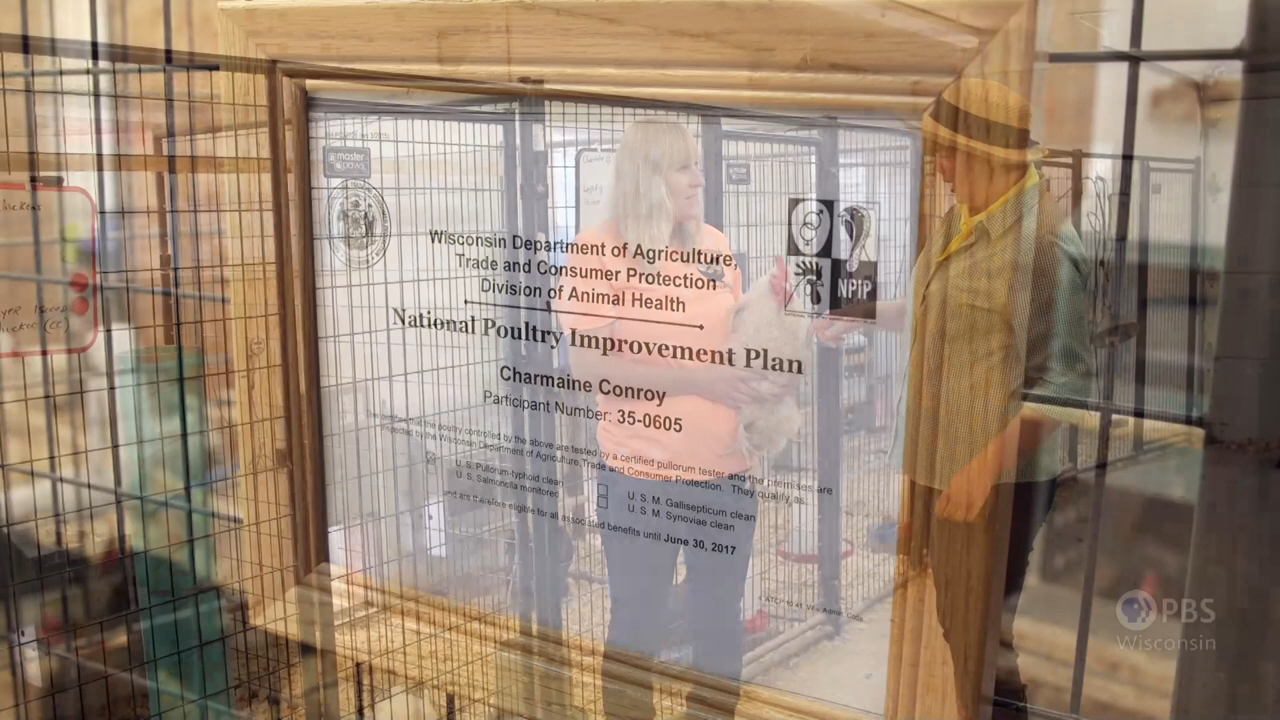 master paws
Wisconsin Department of Agriculture,
Trade and Consumer Protection
Division of Animal Health
National Poultry Improvement Plan
NPIP
Charmaine Conroy
Participant Number: 35-0605
that the poultry controlled by the above are tested by a certified pullorum tester and the premises are
inspected by the Wisconsin Department of Agriculture, Trade and Consumer Protection. They qualify as:
U. S. Pullorum-typhoid clean
U. S. Salmonella monitored
U. S. M. Gallisepticum clean
U. S. M. Synoviae clean
and are therefore eligible for all associated benefits until June 30, 2017
PBS
Wisconsin